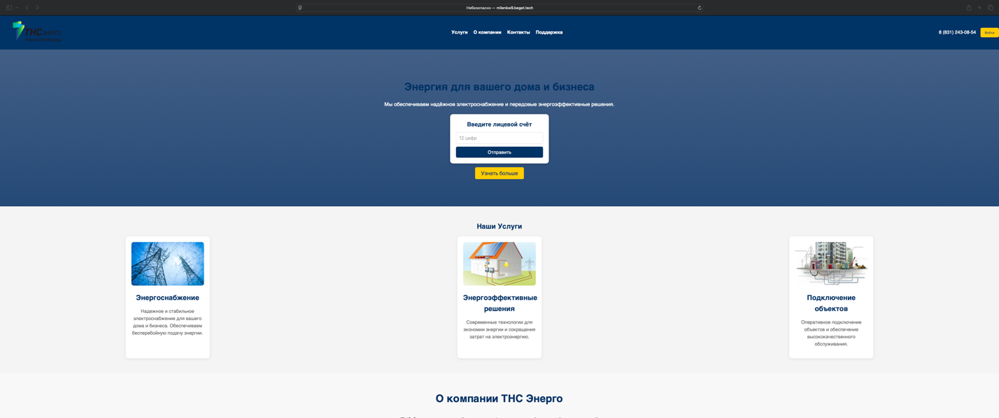 Небезопасно — milenkw9.beget.tech
ТНС энерго
Услуги О компании Контакты Поддержка
8 (831) 243-08-54 Войти
Энергия для вашего дома и бизнеса
Мы обеспечиваем надёжное электроснабжение и передовые энергоэффективные решения.
Введите лицевой счёт
12 цифр
Отправить
Узнать больше
Наши Услуги
Энергоснабжение
Надежное и стабильное
электроснабжение для вашего
дома и бизнеса. Обеспечиваем
бесперебойную подачу энергии.
Энергоэффективные
решения
Современные технологии для
экономии энергии и сокращения
затрат на электроэнергию.
Подключение
объектов
Оперативное подключение
объектов и обеспечение
высококачественного
обслуживания.
О компании ТНС Энерго